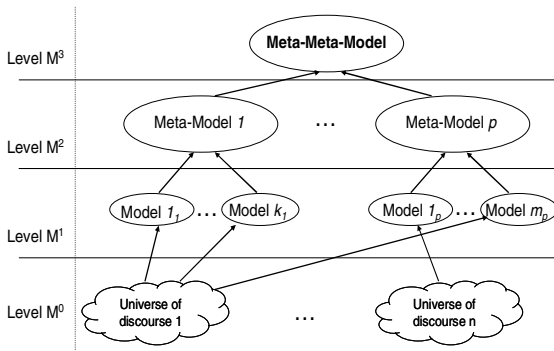 Level M³
Meta-Meta-Model
Level M²
Meta-Model 1
...
Meta-Model p
Level M¹
Model 1₁
...
Model k₁
Model 1ₚ
...
Model mₚ
Level M⁰
Universe of
discourse 1
...
Universe of
discourse n